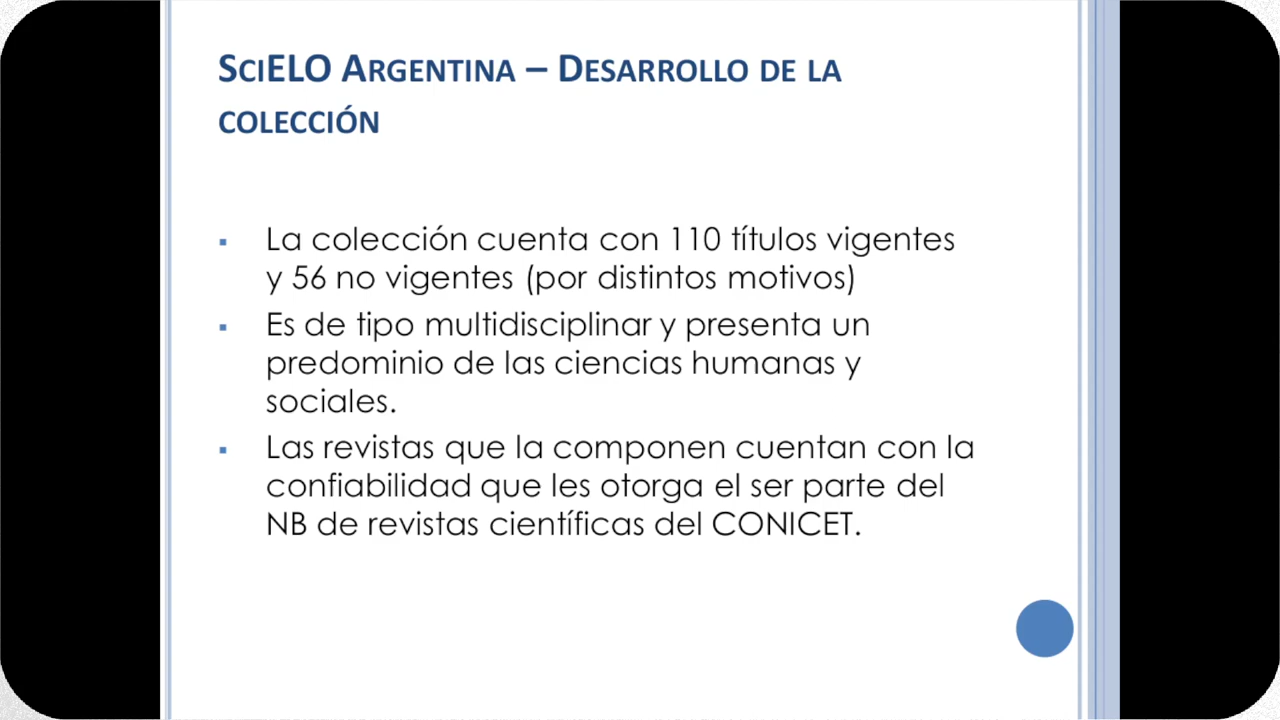 SciELO Argentina – Desarrollo de la
colección
▪ La colección cuenta con 110 títulos vigentes
y 56 no vigentes (por distintos motivos)
▪ Es de tipo multidisciplinar y presenta un
predominio de las ciencias humanas y
sociales.
▪ Las revistas que la componen cuentan con la
confiabilidad que les otorga el ser parte del
NB de revistas científicas del CONICET.